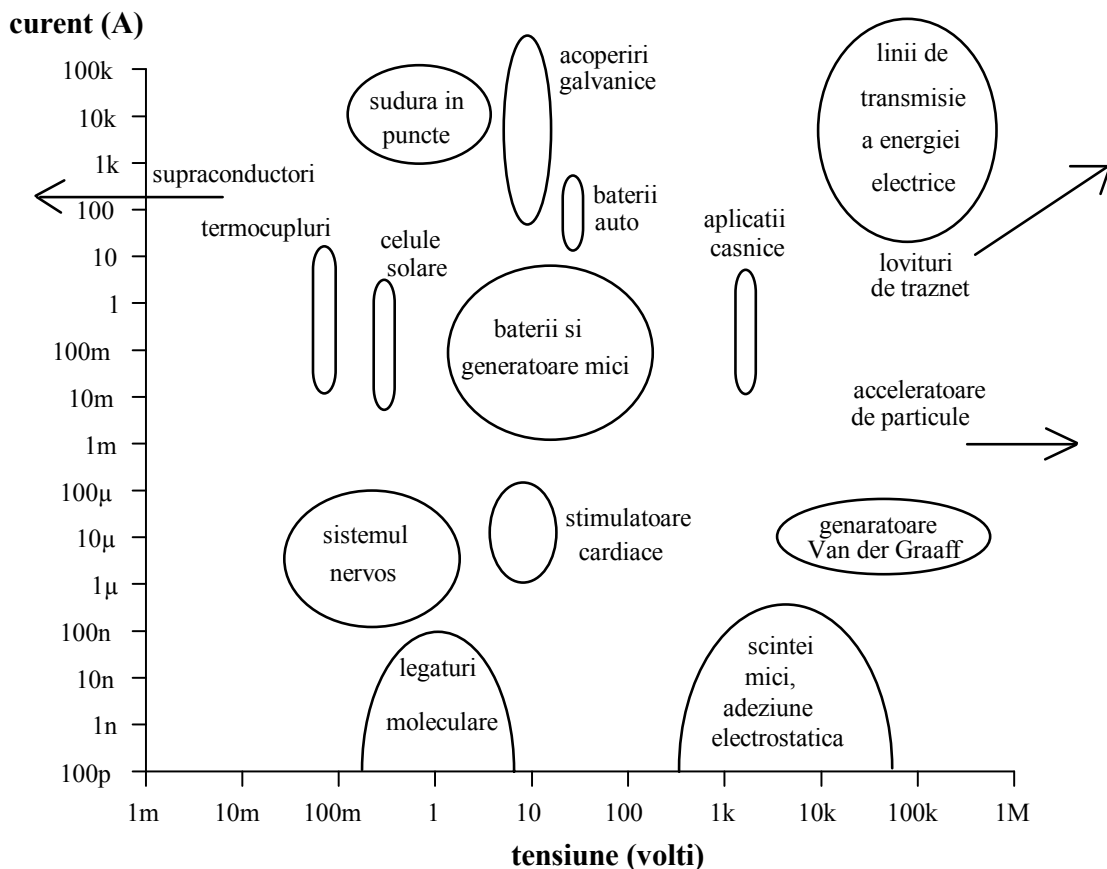 curent (A)
100k
10k
1k
100
10
1
100m
10m
1m
100µ
10µ
1µ
100n
10n
1n
100p
1m
10m
100m
1
10
100
1k
10k
100k
1M
tensiune (volti)
sudura in
puncte
acoperiri
galvanice
linii de
transmisie
a energiei
electrice
supraconductori
termocupluri
celule
solare
baterii
auto
aplicatii
casnice
lovituri
de traznet
baterii si
generatoare mici
acceleratoare
de particule
sistemul
nervos
stimulatoare
cardiace
genaratoare
Van der Graaff
legaturi
moleculare
scintei
mici,
adeziune
electrostatica